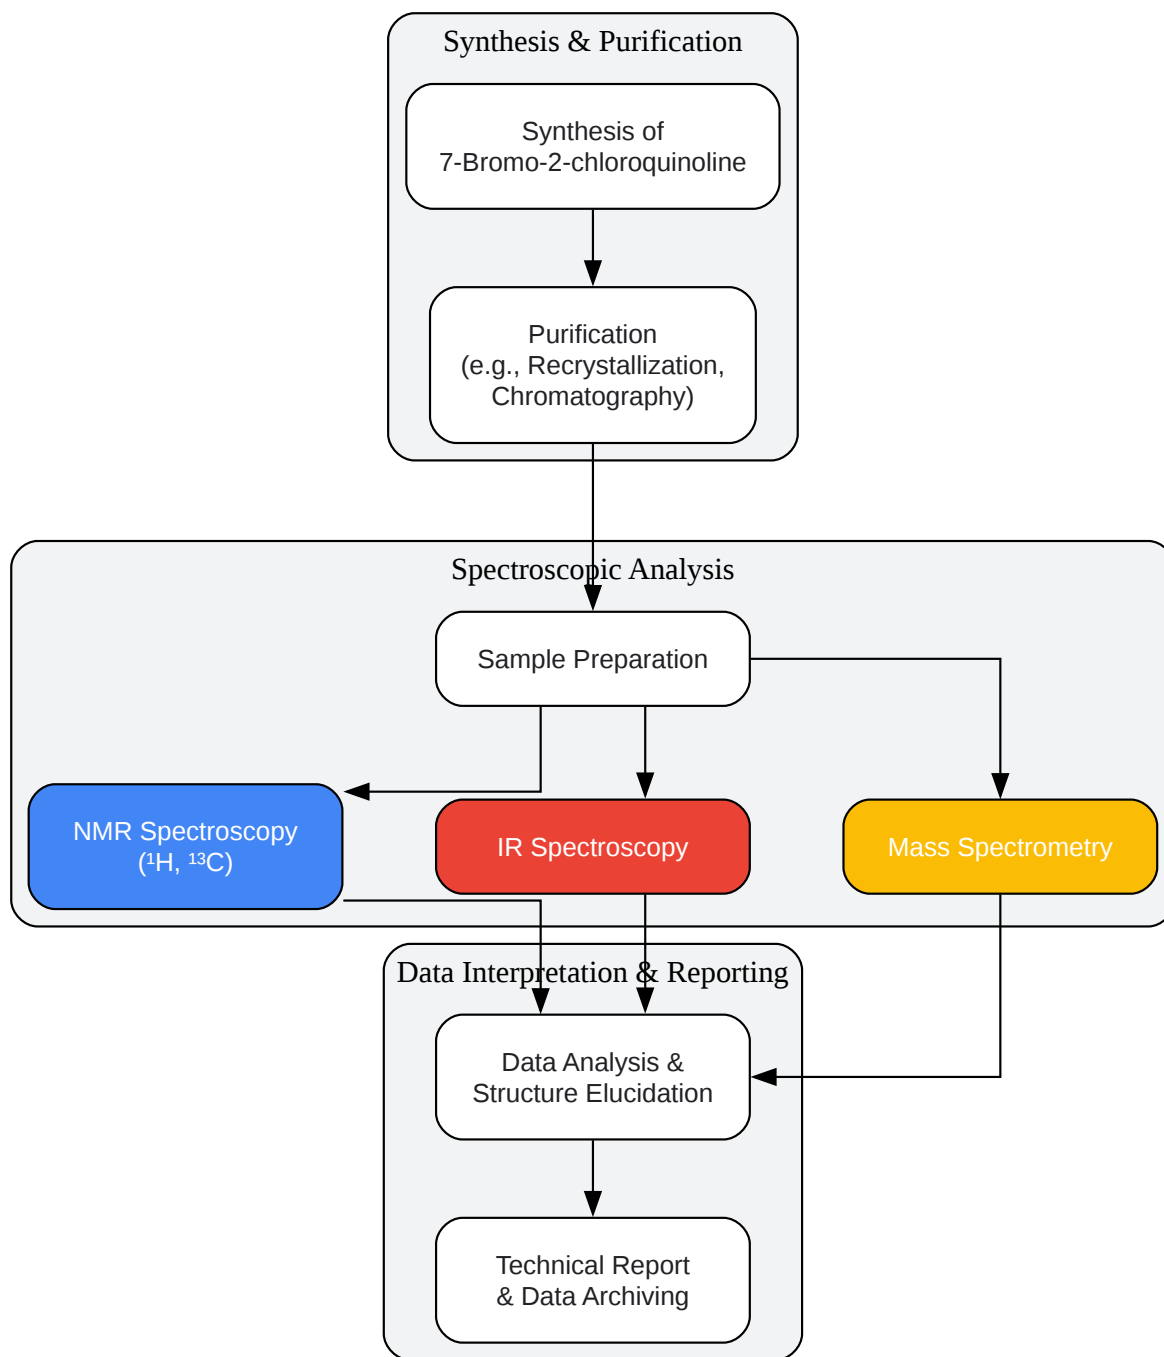 Synthesis & Purification
Synthesis of
7-Bromo-2-chloroquinoline
Purification
(e.g., Recrystallization,
Chromatography)
Spectroscopic Analysis
Sample Preparation
NMR Spectroscopy
(¹H, ¹³C)
IR Spectroscopy
Mass Spectrometry
Data Interpretation & Reporting
Data Analysis &
Structure Elucidation
Technical Report
& Data Archiving